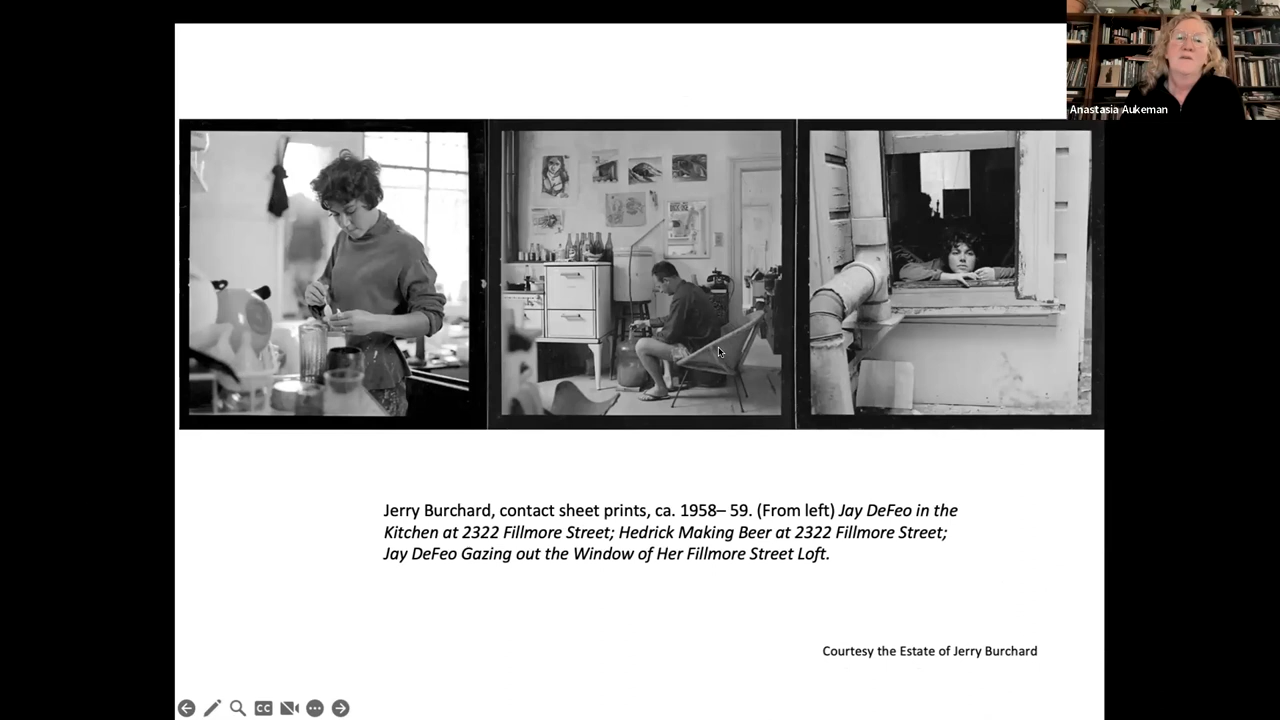 Anastasia Aukeman
Jerry Burchard, contact sheet prints, ca. 1958– 59. (From left) Jay DeFeo in the
Kitchen at 2322 Fillmore Street; Hedrick Making Beer at 2322 Fillmore Street;
Jay DeFeo Gazing out the Window of Her Fillmore Street Loft.
Courtesy the Estate of Jerry Burchard
CC